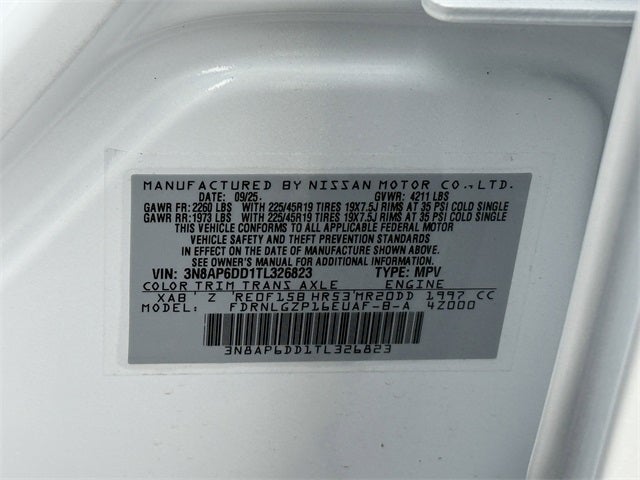 MANUFACTURED BY NISSAN MOTOR CO.,LTD.
DATE: 09/25. GVWR: 4211 LBS
GAWR FR: 2260 LBS WITH 225/45R19 TIRES 19X7.5J RIMS AT 35 PSI COLD SINGLE
GAWR RR: 1973 LBS WITH 225/45R19 TIRES 19X7.5J RIMS AT 35 PSI COLD SINGLE
THIS VEHICLE CONFORMS TO ALL APPLICABLE FEDERAL MOTOR
VEHICLE SAFETY AND THEFT PREVENTION STANDARDS
IN EFFECT ON THE DATE OF MANUFACTURE SHOWN ABOVE.
SEE OWNER'S MANUAL FOR ADDITIONAL INFORMATION.
VIN: 3N8AP6DD1TL326823 TYPE: MPV
COLOR TRIM TRANS AXLE ENGINE
XAB' Z 'RE0F15B HR53'MR20DD 1997 CC
MODEL: FDRNLGZP16EUAF-B-A 4Z000
3N8AP6DD1TL326823